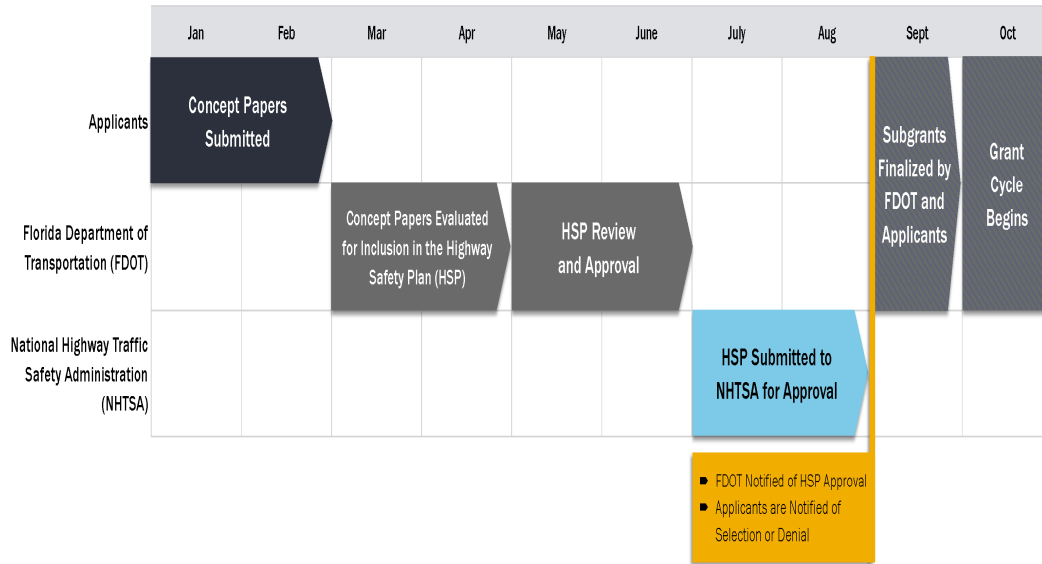 Jan Feb Mar Apr May June July Aug Sept Oct
Applicants
Concept Papers
Submitted
Florida Department of
Transportation (FDOT)
Concept Papers Evaluated
for Inclusion in the Highway
Safety Plan (HSP)
HSP Review
and Approval
National Highway Traffic
Safety Administration
(NHTSA)
HSP Submitted to
NHTSA for Approval
Subgrants
Finalized by
FDOT and
Applicants
Grant
Cycle
Begins
FDOT Notified of HSP Approval
Applicants are Notified of
Selection or Denial